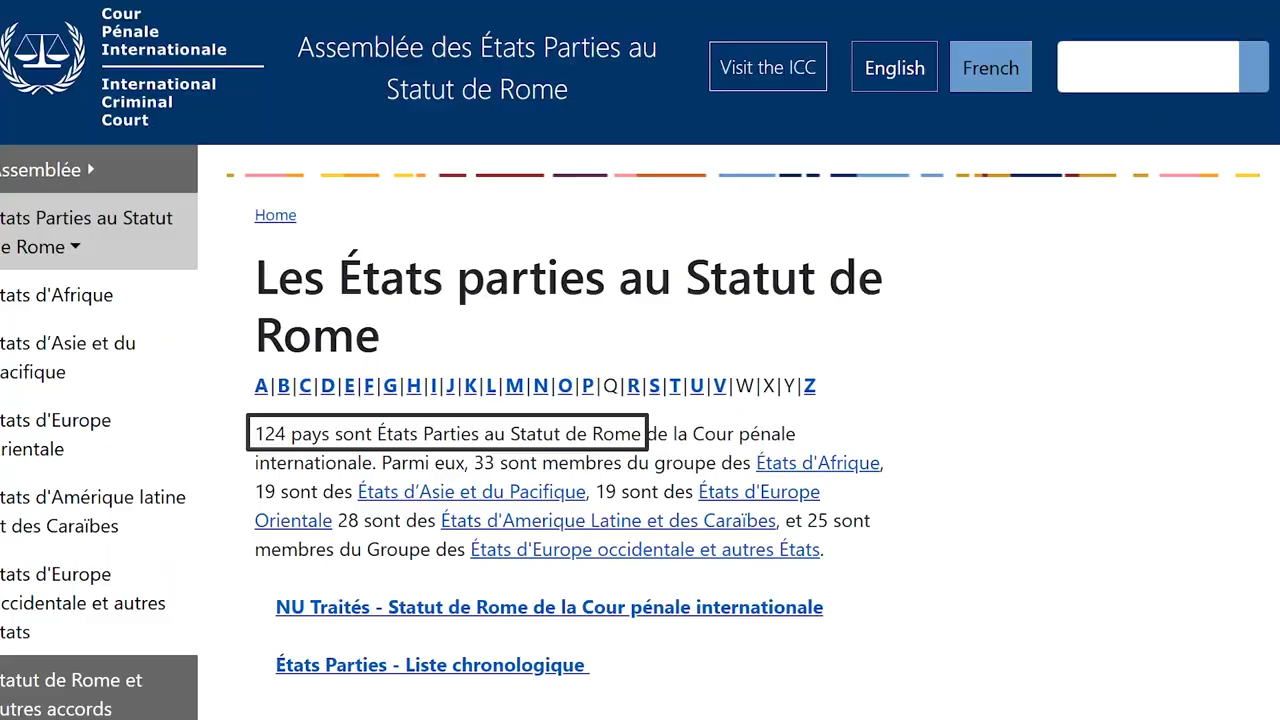 Cour
Pénale
Internationale
International
Criminal
Court
Assemblée des États Parties au
Statut de Rome
Visit the ICC
English
French
ssemblée
tats Parties au Statut
e Rome
tats d'Afrique
tats d’Asie et du
acifique
tats d'Europe
rientale
tats d'Amérique latine
t des Caraïbes
tats d'Europe
ccidentale et autres
tats
tatut de Rome et
utres accords
Home
Les États parties au Statut de
Rome
A|B|C|D|E|F|G|H|I|J|K|L|M|N|O|P|Q|R|S|T|U|V|W|X|Y|Z
124 pays sont États Parties au Statut de Rome de la Cour pénale
internationale. Parmi eux, 33 sont membres du groupe des États d'Afrique,
19 sont des États d’Asie et du Pacifique, 19 sont des États d'Europe
Orientale 28 sont des États d'Amerique Latine et des Caraïbes, et 25 sont
membres du Groupe des États d'Europe occidentale et autres États.
NU Traités - Statut de Rome de la Cour pénale internationale
États Parties - Liste chronologique